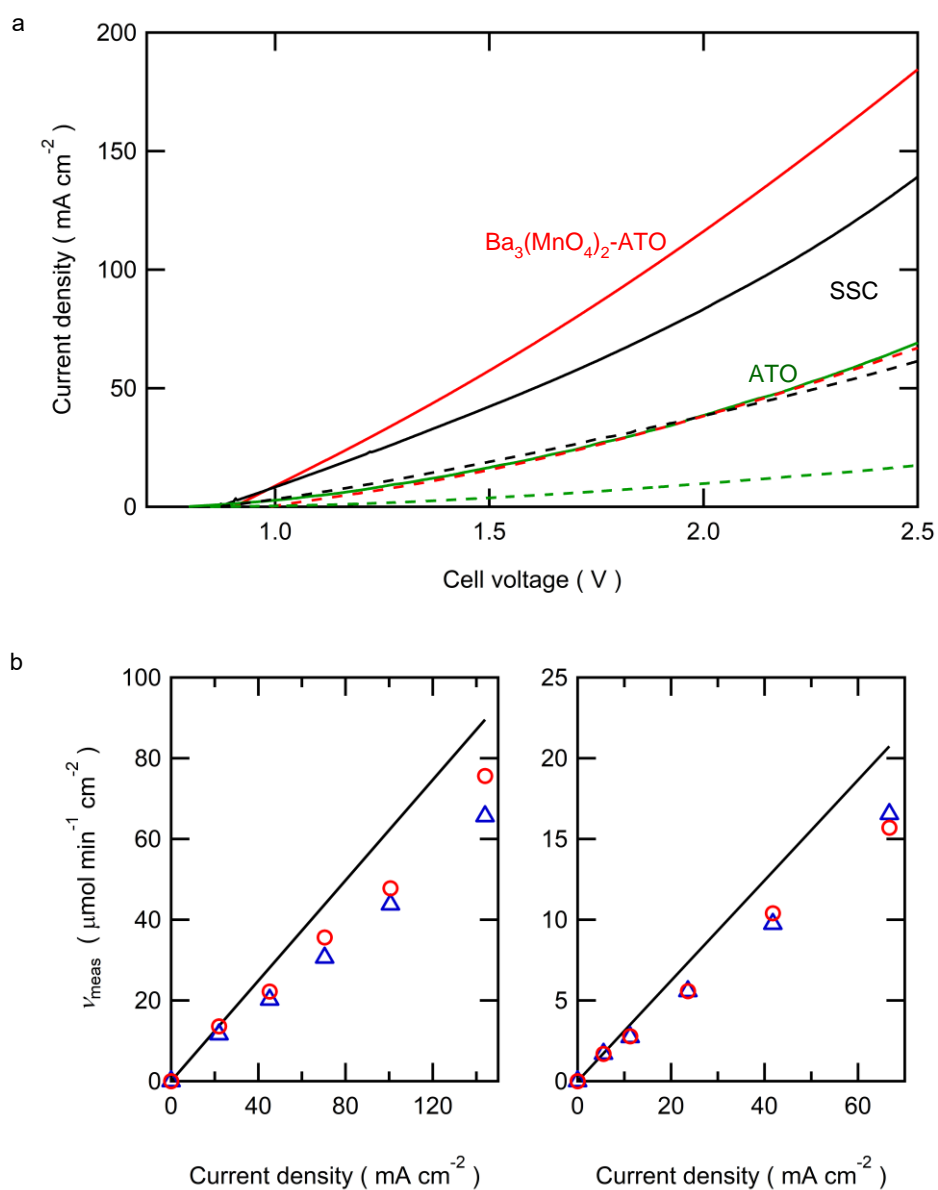 a
200
150
100
50
0
Current density ( mA cm⁻² )
Ba₃(MnO₄)₂-ATO
SSC
ATO
1.0 1.5 2.0 2.5
Cell voltage ( V )
b
100
80
60
40
20
0
ν_meas ( μmol min⁻¹ cm⁻² )
0 40 80 120
Current density ( mA cm⁻² )
25
20
15
10
5
0
0 20 40 60
Current density ( mA cm⁻² )